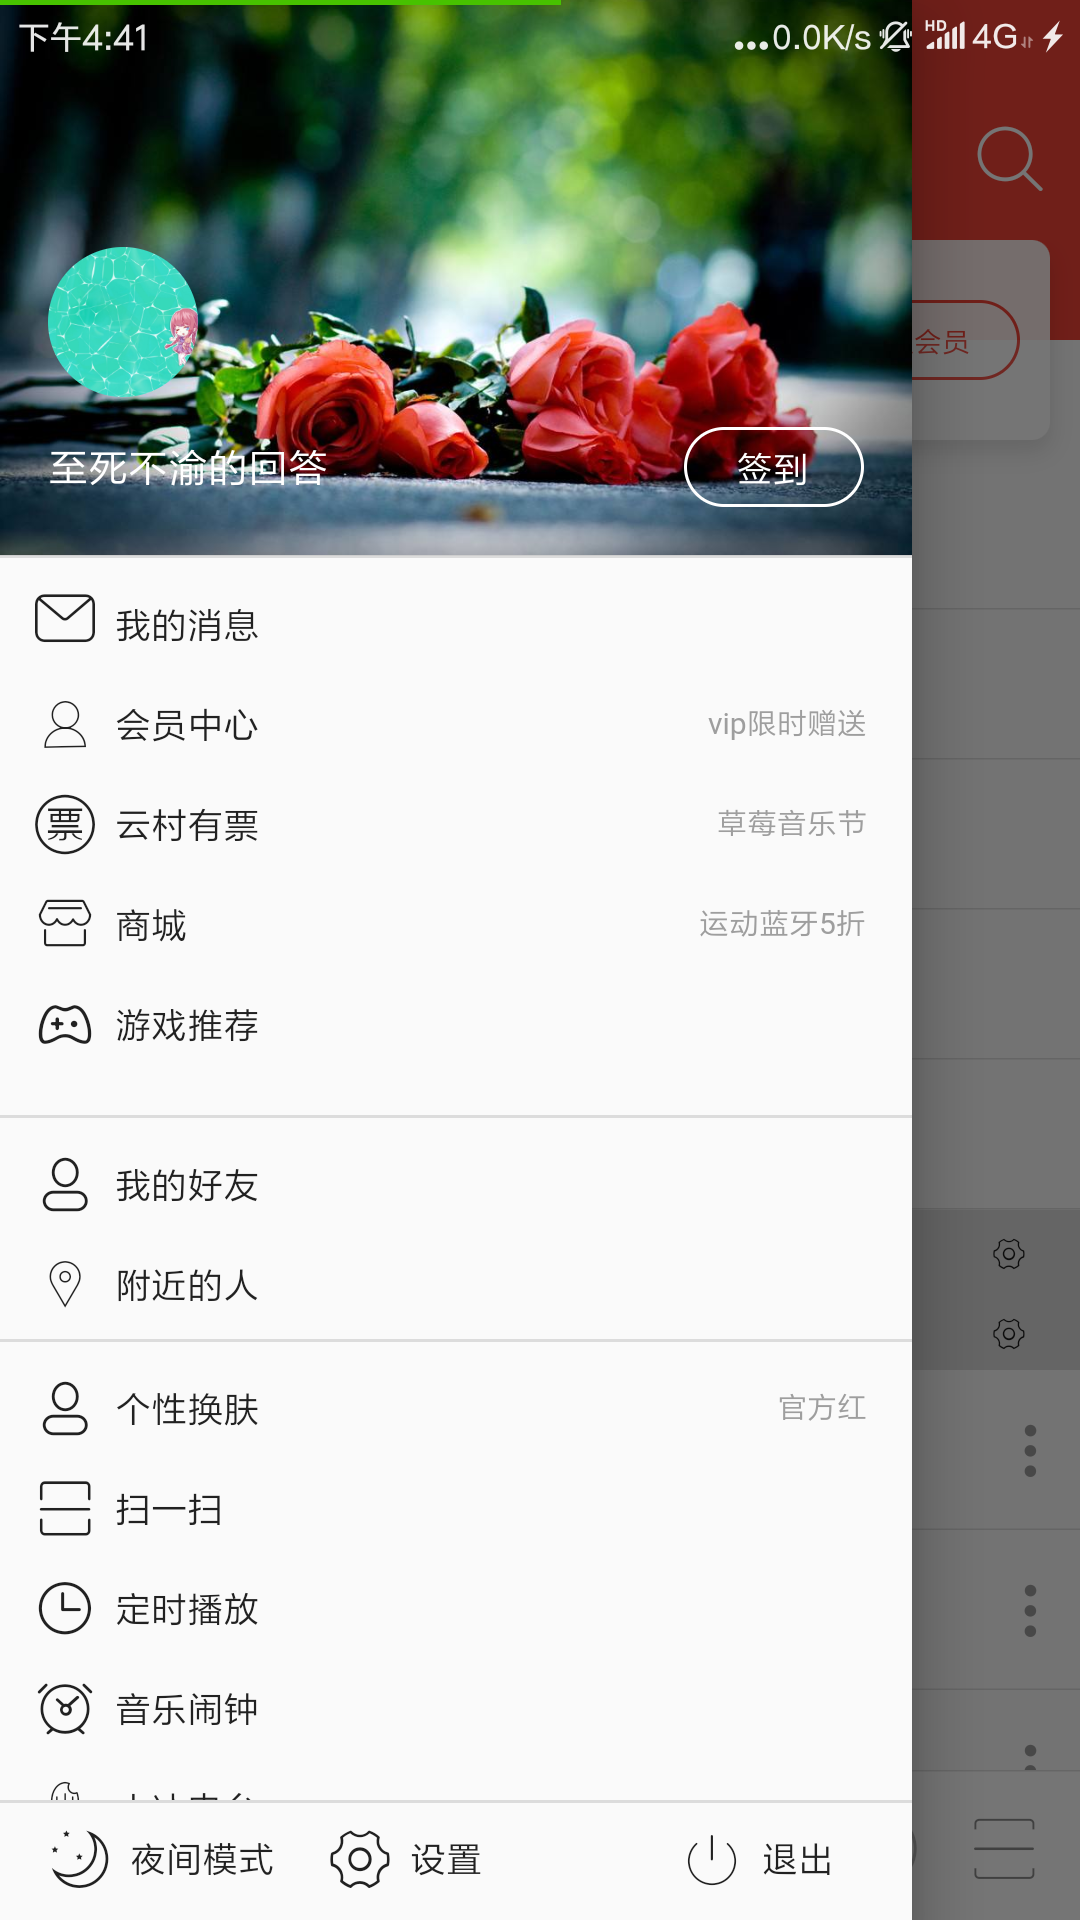 下午4:41 ...0.0K/s HD 4G
会员
至死不渝的回答 签到
我的消息
会员中心 vip限时赠送
票 云村有票 草莓音乐节
商城 运动蓝牙5折
游戏推荐
我的好友
附近的人
个性换肤 官方红
扫一扫
定时播放
音乐闹钟
夜间模式 设置 退出